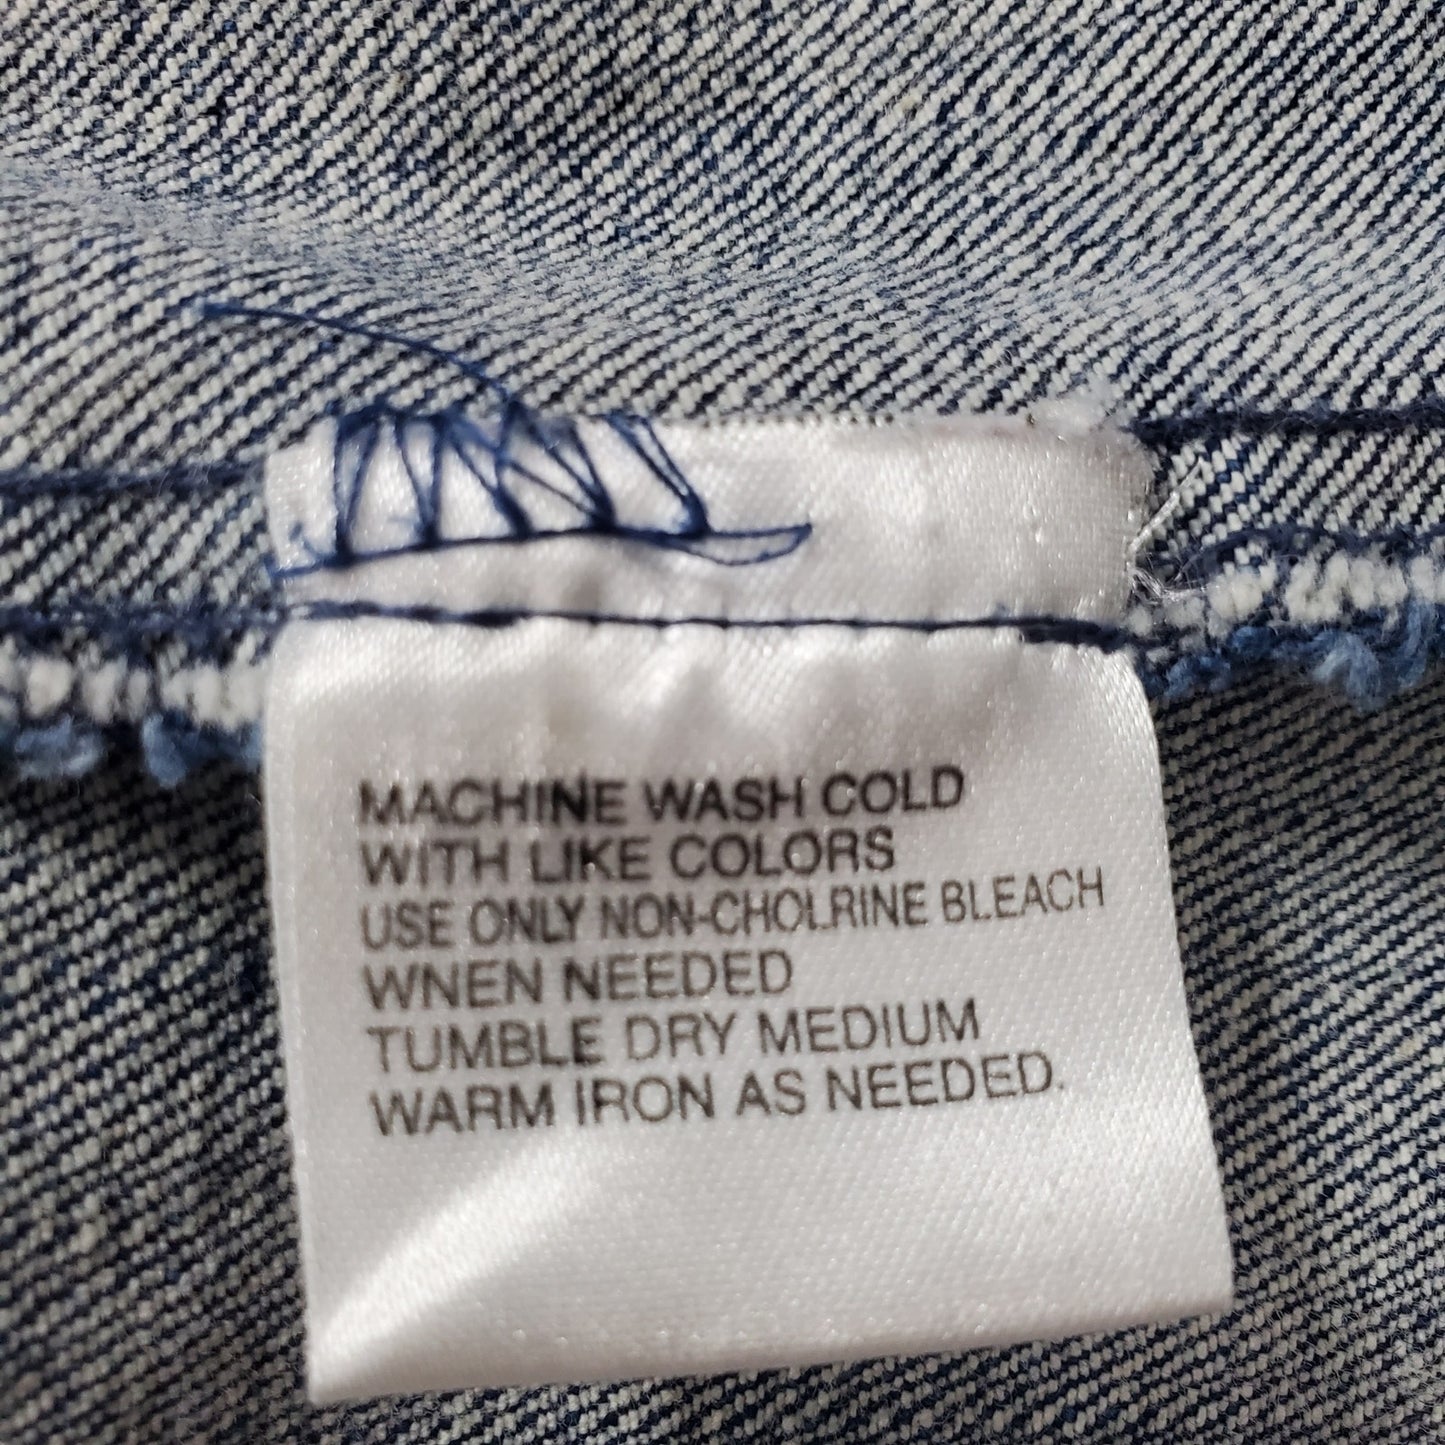 MACHINE WASH COLD
WITH LIKE COLORS
USE ONLY NON-CHOLRINE BLEACH
WNEN NEEDED
TUMBLE DRY MEDIUM
WARM IRON AS NEEDED.